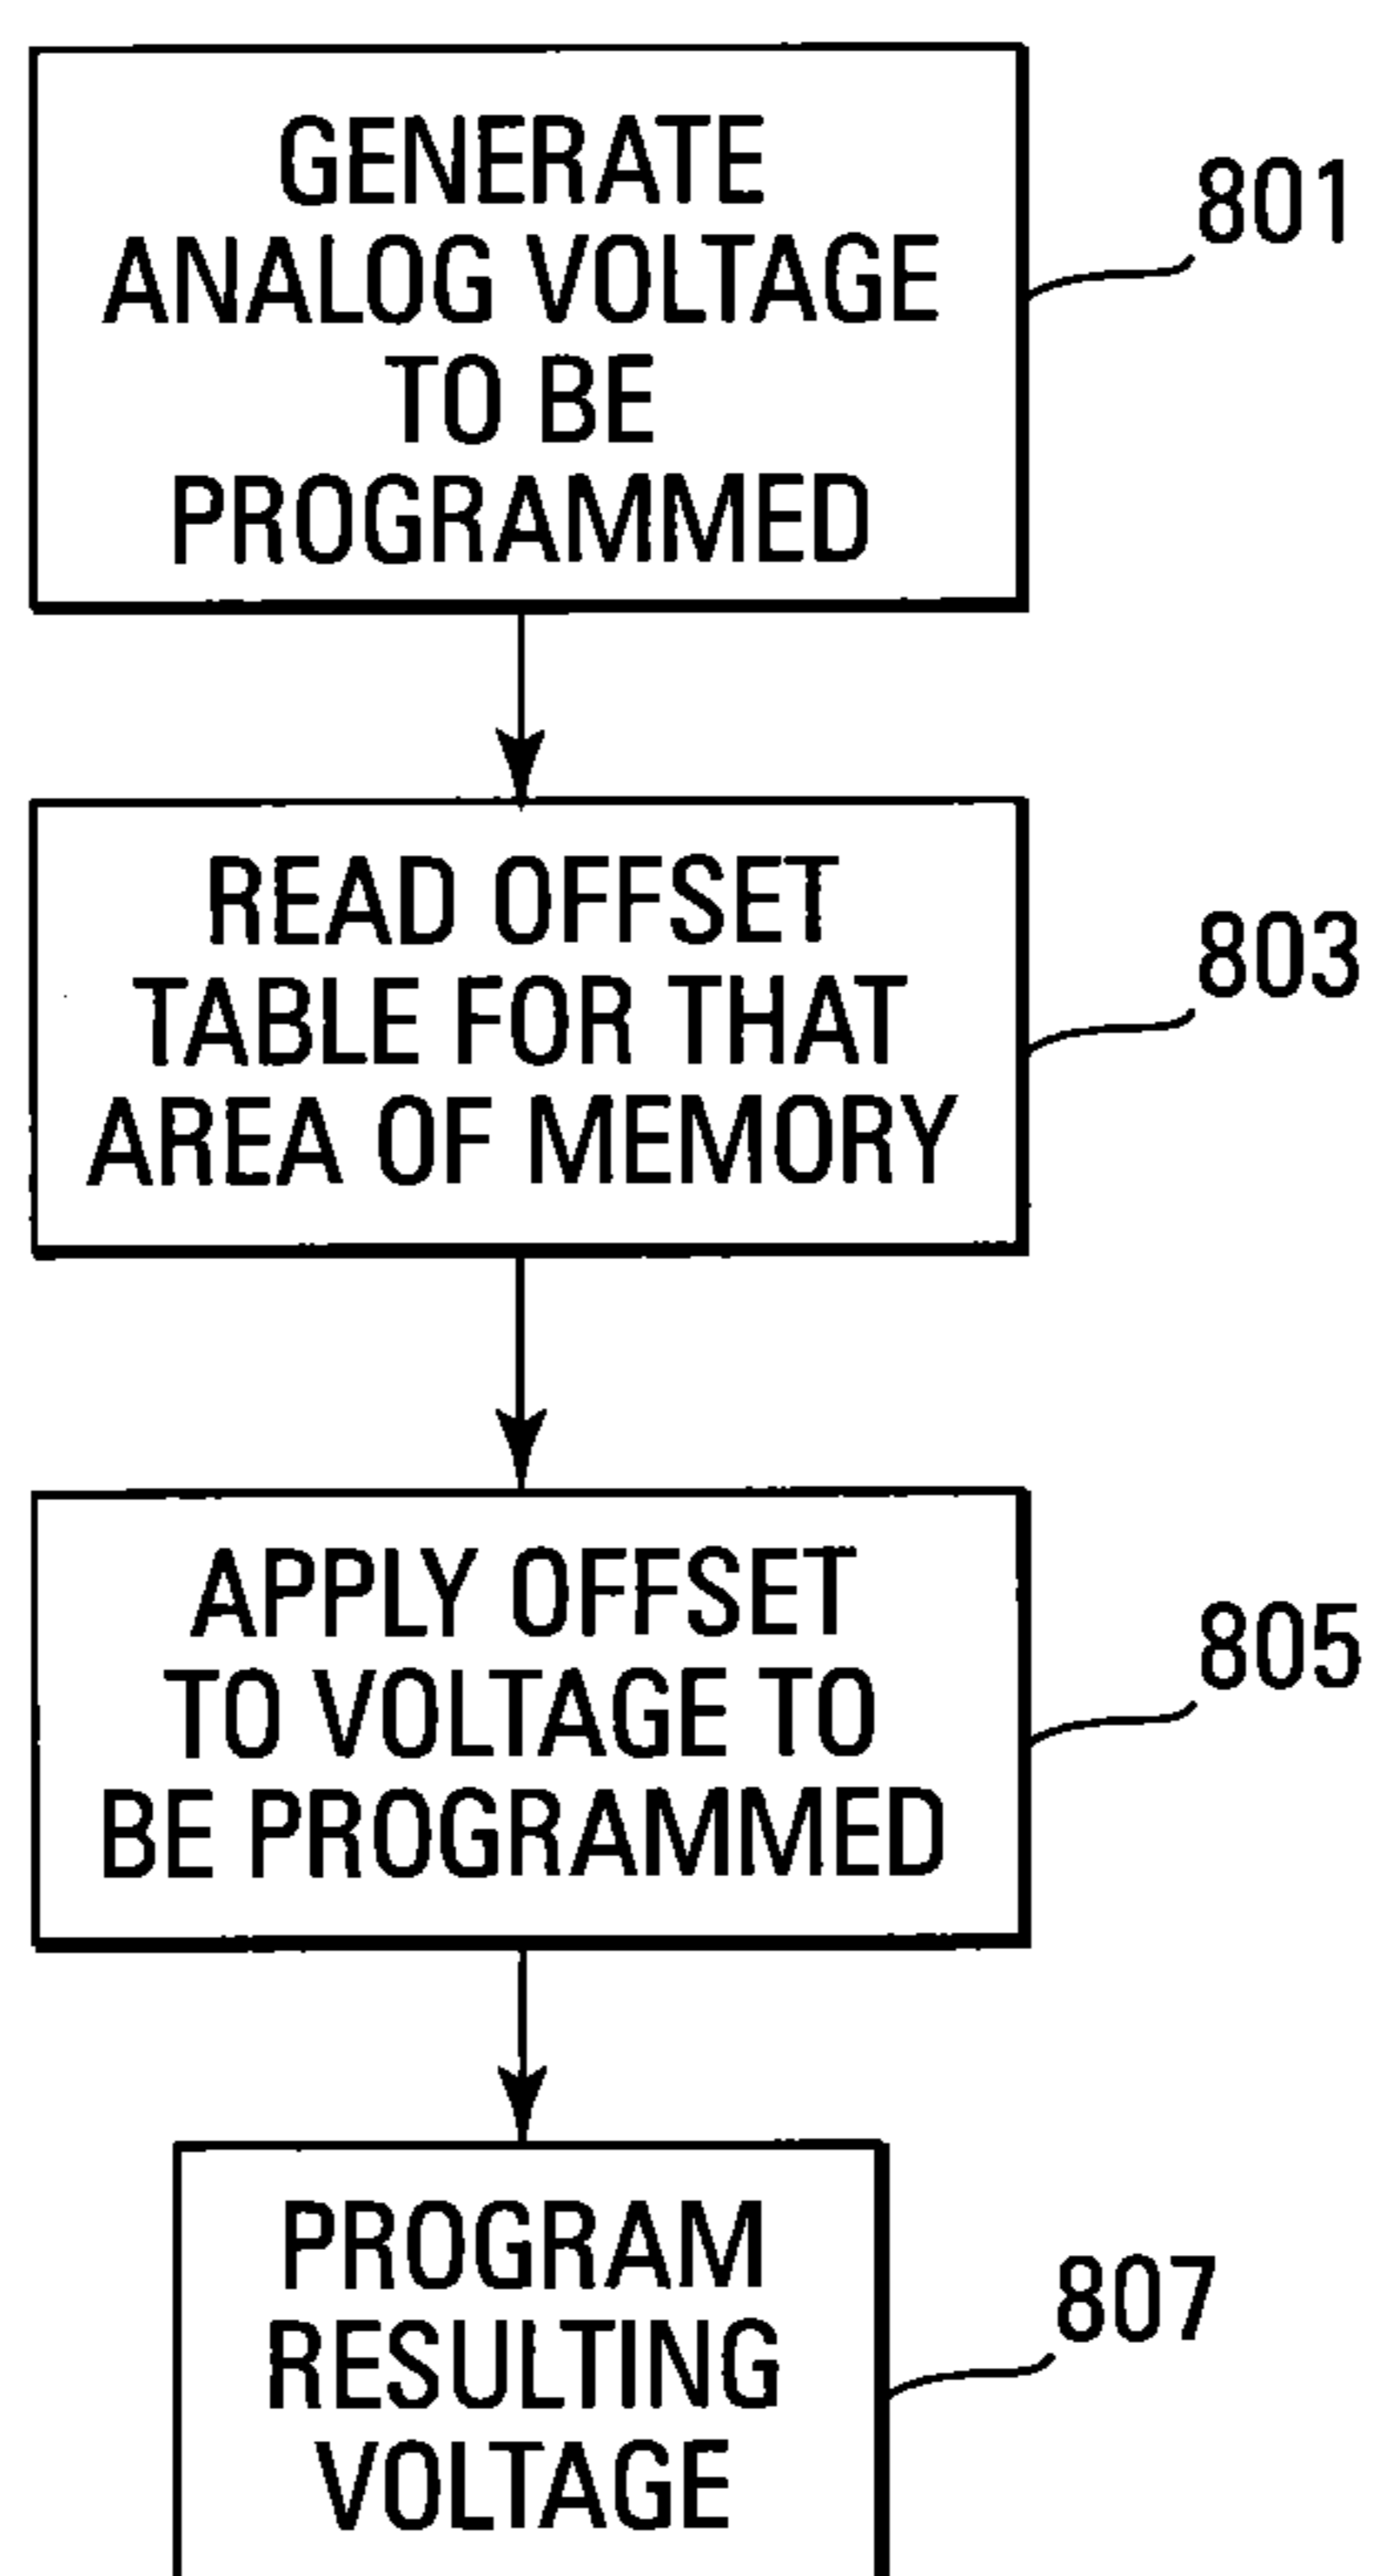 GENERATE
ANALOG VOLTAGE
TO BE
PROGRAMMED
801
READ OFFSET
TABLE FOR THAT
AREA OF MEMORY
803
APPLY OFFSET
TO VOLTAGE TO
BE PROGRAMMED
805
PROGRAM
RESULTING
VOLTAGE
807